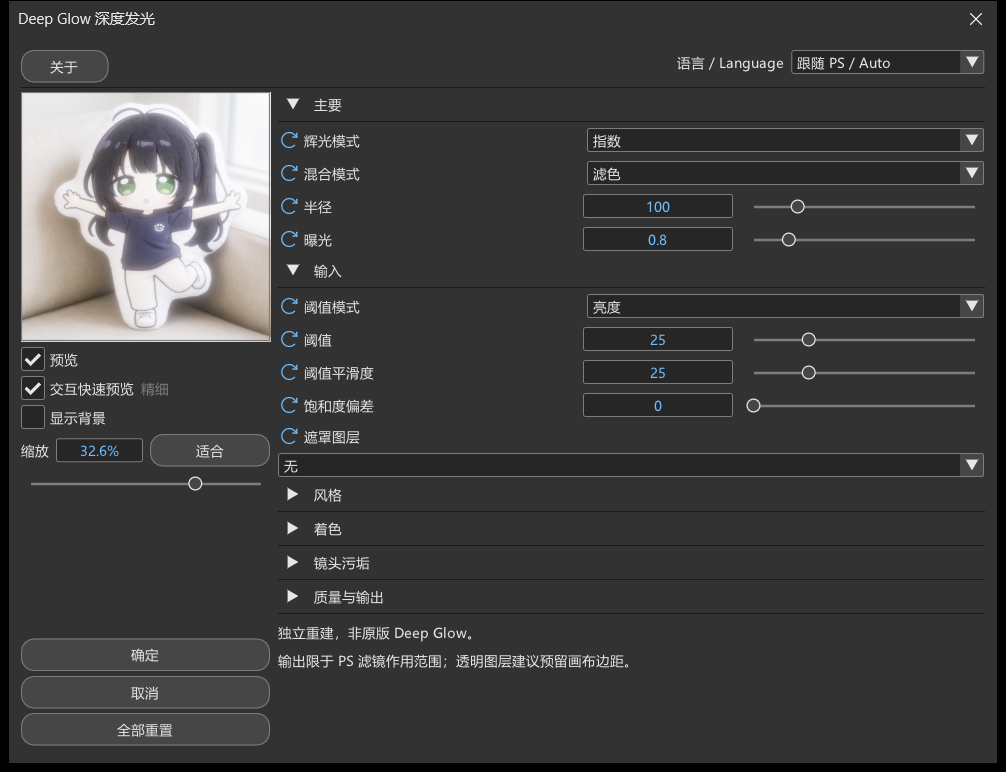 Deep Glow 深度发光
关于
语言 / Language
跟随 PS / Auto
主要
辉光模式
指数
混合模式
滤色
半径
100
曝光
0.8
输入
阈值模式
亮度
阈值
25
阈值平滑度
25
饱和度偏差
0
遮罩图层
无
风格
着色
镜头污垢
质量与输出
独立重建，非原版 Deep Glow。
输出限于 PS 滤镜作用范围；透明图层建议预留画布边距。
预览
交互快速预览 精细
显示背景
缩放
32.6%
适合
确定
取消
全部重置